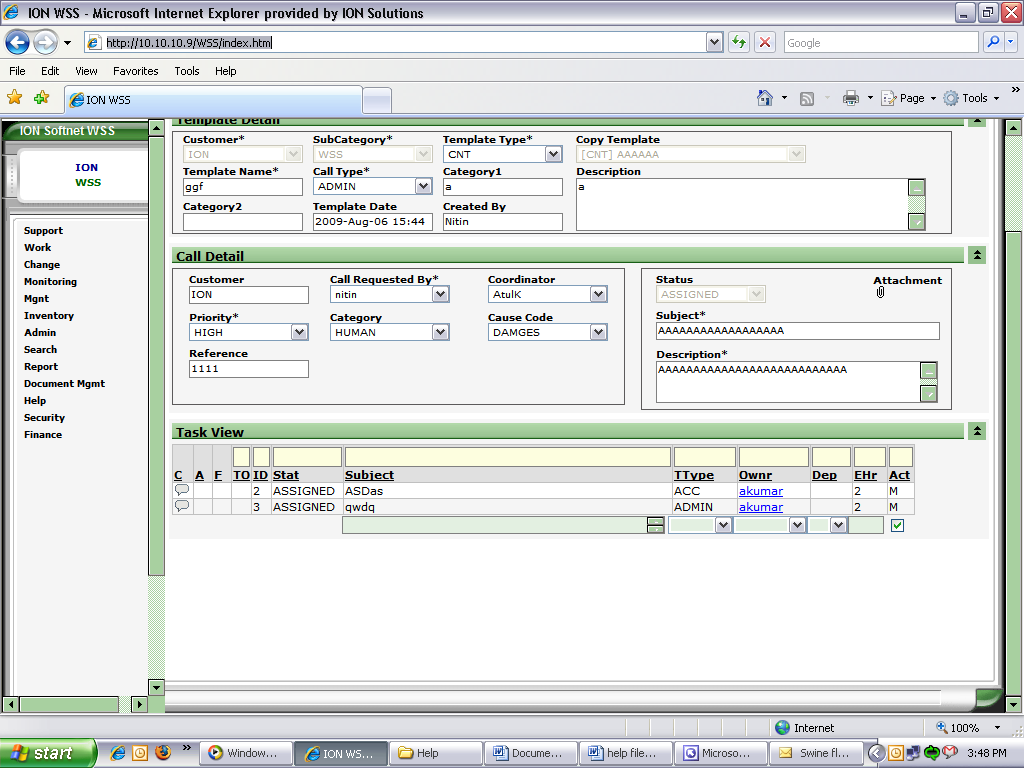 ION WSS - Microsoft Internet Explorer provided by ION Solutions
http://10.10.10.9/WSS/index.htm
Google
File Edit View Favorites Tools Help
ION WSS
Page Tools
ION Softnet WSS
ION
WSS
Support
Work
Change
Monitoring
Mgnt
Inventory
Admin
Search
Report
Document Mgmt
Help
Security
Finance
Template Detail
Customer* SubCategory* Template Type* Copy Template
ION WSS CNT [CNT] AAAAAA
Template Name* Call Type* Category1 Description
ggf ADMIN a a
Category2 Template Date Created By
2009-Aug-06 15:44 Nitin
Call Detail
Customer Call Requested By* Coordinator
ION nitin AtulK
Priority* Category Cause Code
HIGH HUMAN DAMGES
Reference
1111
Status Attachment
ASSIGNED
Subject*
AAAAAAAAAAAAAAAAAA
Description*
AAAAAAAAAAAAAAAAAAAAAAAAAAA
Task View
C A F TO ID Stat Subject TType Ownr Dep EHr Act
2 ASSIGNED ASDas ACC akumar 2 M
3 ASSIGNED qwdq ADMIN akumar 2 M
Internet 100%
start Window... ION WS... Help Docume... help file... Microso... Swine fl... 3:48 PM